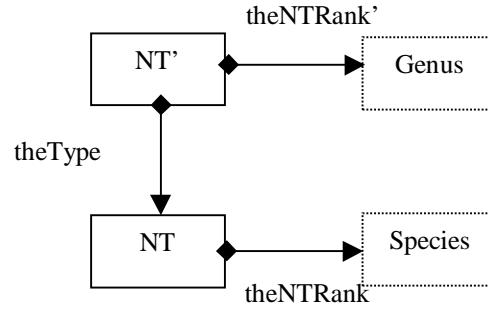 theNTRank’
NT’
Genus
theType
NT
Species
theNTRank